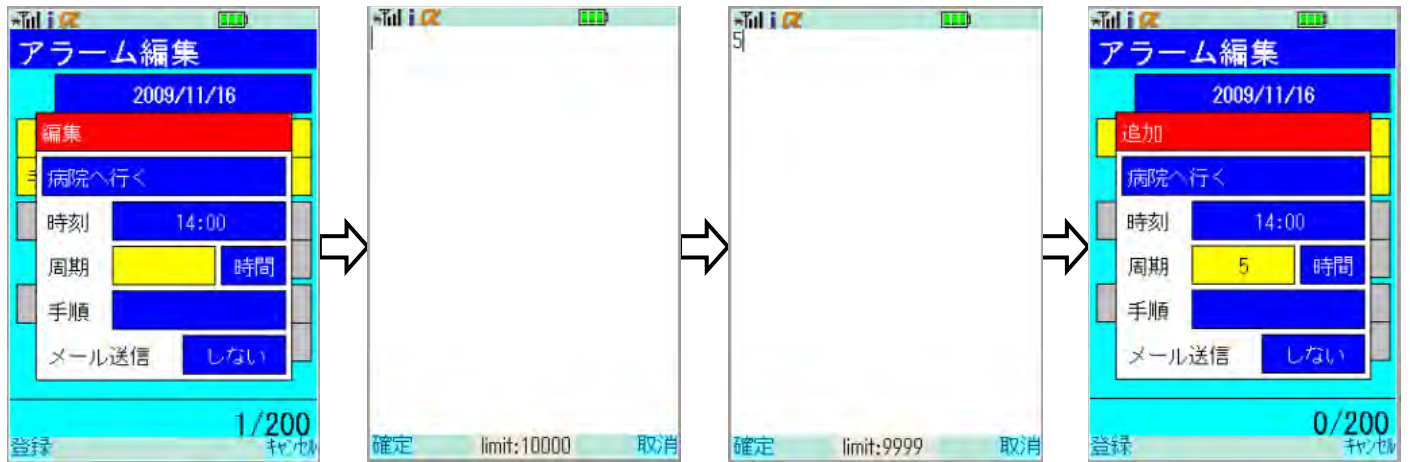 アラーム編集
2009/11/16
編集
病院へ行く
時刻 14:00
周期 時間
手順
メール送信 しない
1/200
登録 キャンセル
確定 limit:10000 取消
5
確定 limit:9999 取消
アラーム編集
2009/11/16
追加
病院へ行く
時刻 14:00
周期 5 時間
手順
メール送信 しない
0/200
登録 キャンセル